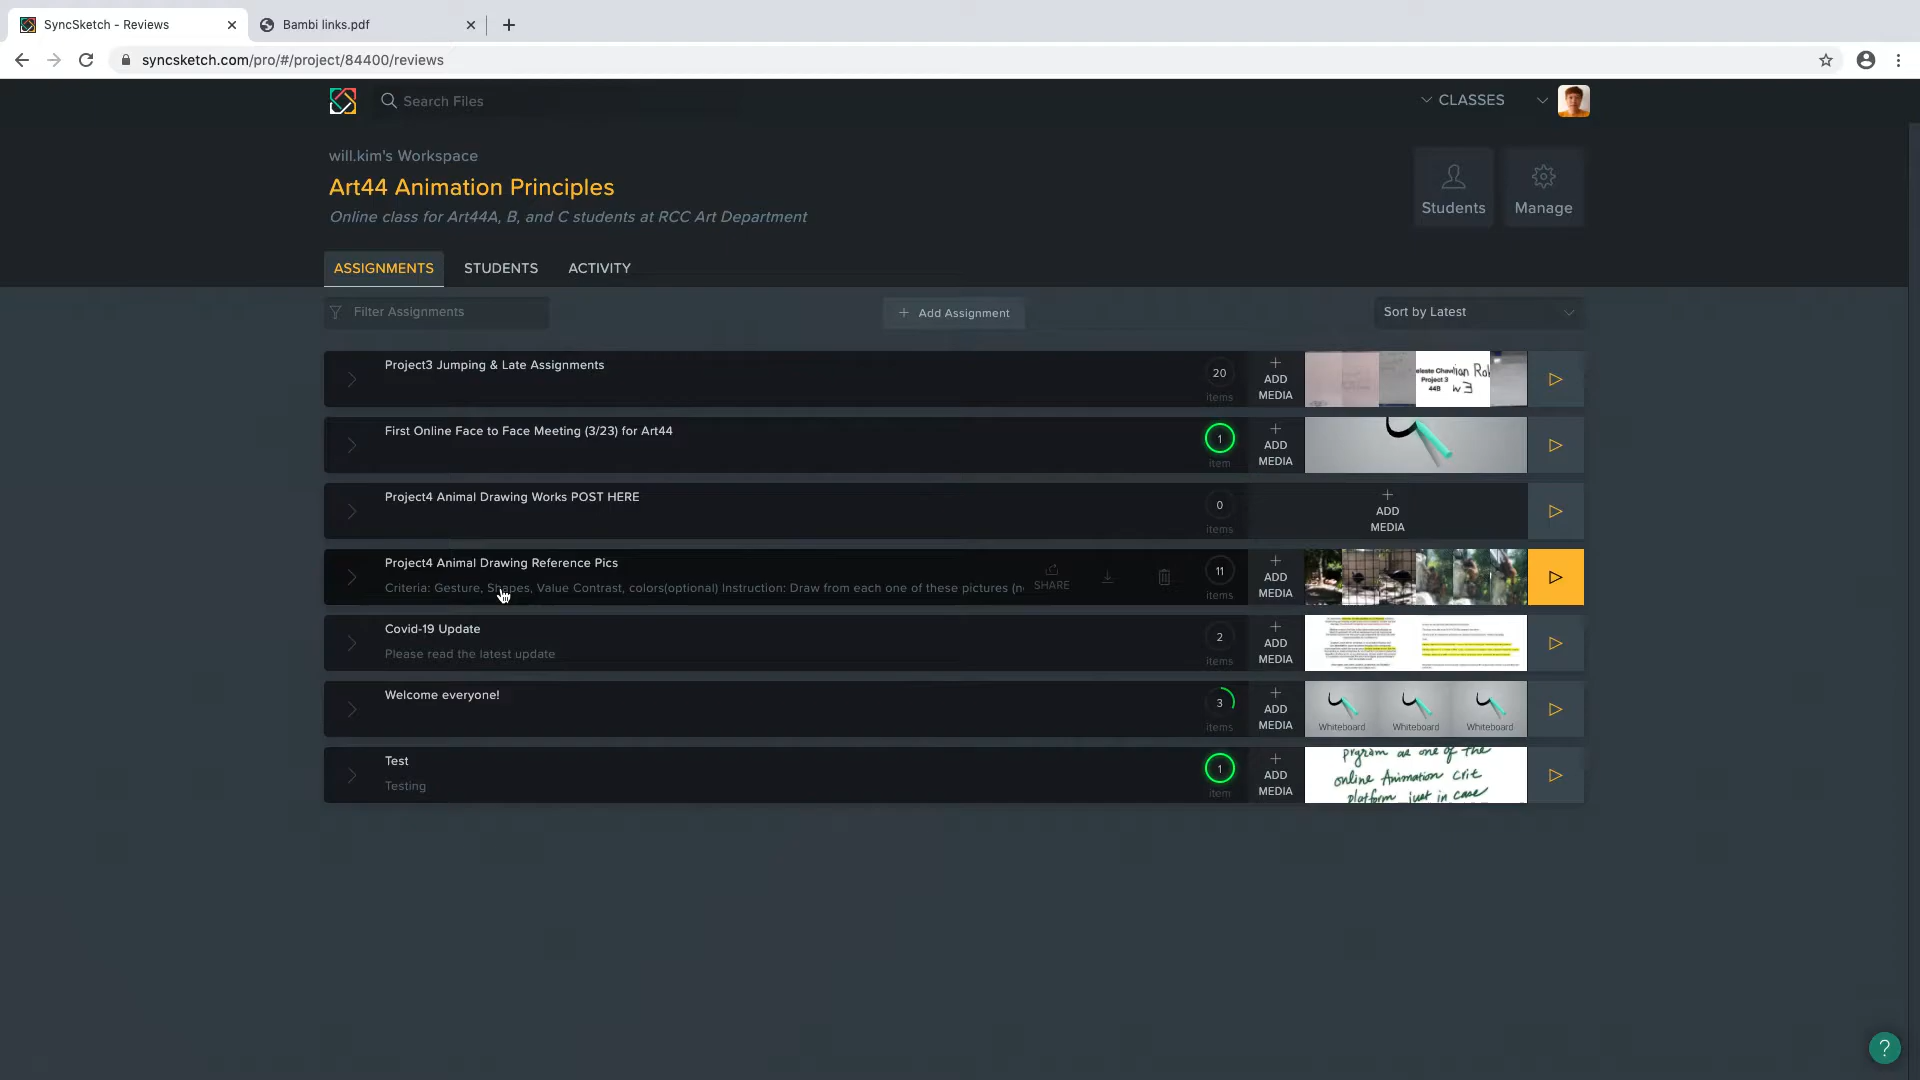 SyncSketch - Reviews
Bambi links.pdf
syncsketch.com/pro/#/project/84400/reviews
Search Files
CLASSES
will.kim's Workspace
Art44 Animation Principles
Online class for Art44A, B, and C students at RCC Art Department
Students
Manage
ASSIGNMENTS
STUDENTS
ACTIVITY
Filter Assignments
+ Add Assignment
Sort by Latest
Project3 Jumping & Late Assignments
20
items
+
ADD
MEDIA
Project 3
44B
First Online Face to Face Meeting (3/23) for Art44
1
item
+
ADD
MEDIA
Project4 Animal Drawing Works POST HERE
0
items
+
ADD
MEDIA
Project4 Animal Drawing Reference Pics
Criteria: Gesture, Shapes, Value Contrast, colors(optional) Instruction: Draw from each one of these pictures (n
SHARE
11
items
+
ADD
MEDIA
Covid-19 Update
Please read the latest update
2
items
+
ADD
MEDIA
Welcome everyone!
3
items
+
ADD
MEDIA
Whiteboard
Whiteboard
Whiteboard
Test
Testing
1
item
+
ADD
MEDIA
program as one of the
online Animation Crit
platform just in case
?